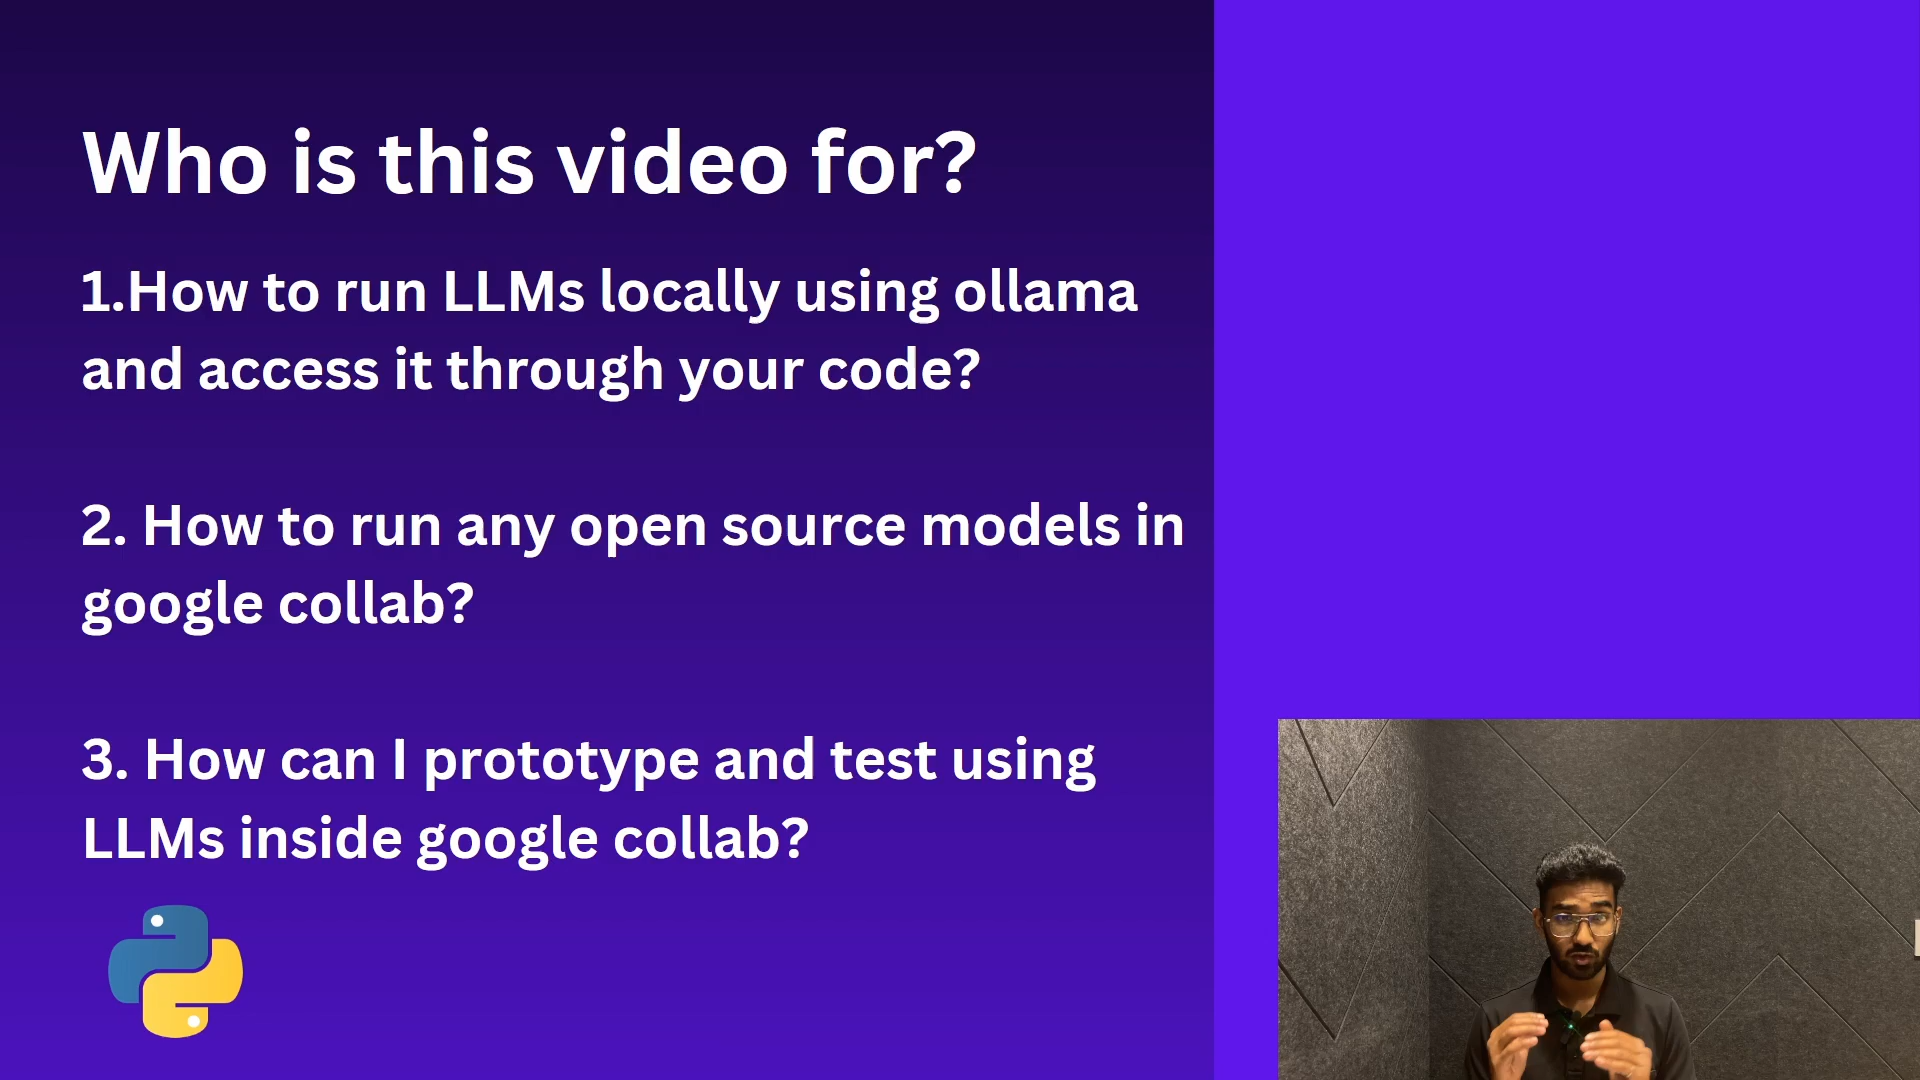 Who is this video for?
1.How to run LLMs locally using ollama
and access it through your code?
2. How to run any open source models in
google collab?
3. How can I prototype and test using
LLMs inside google collab?